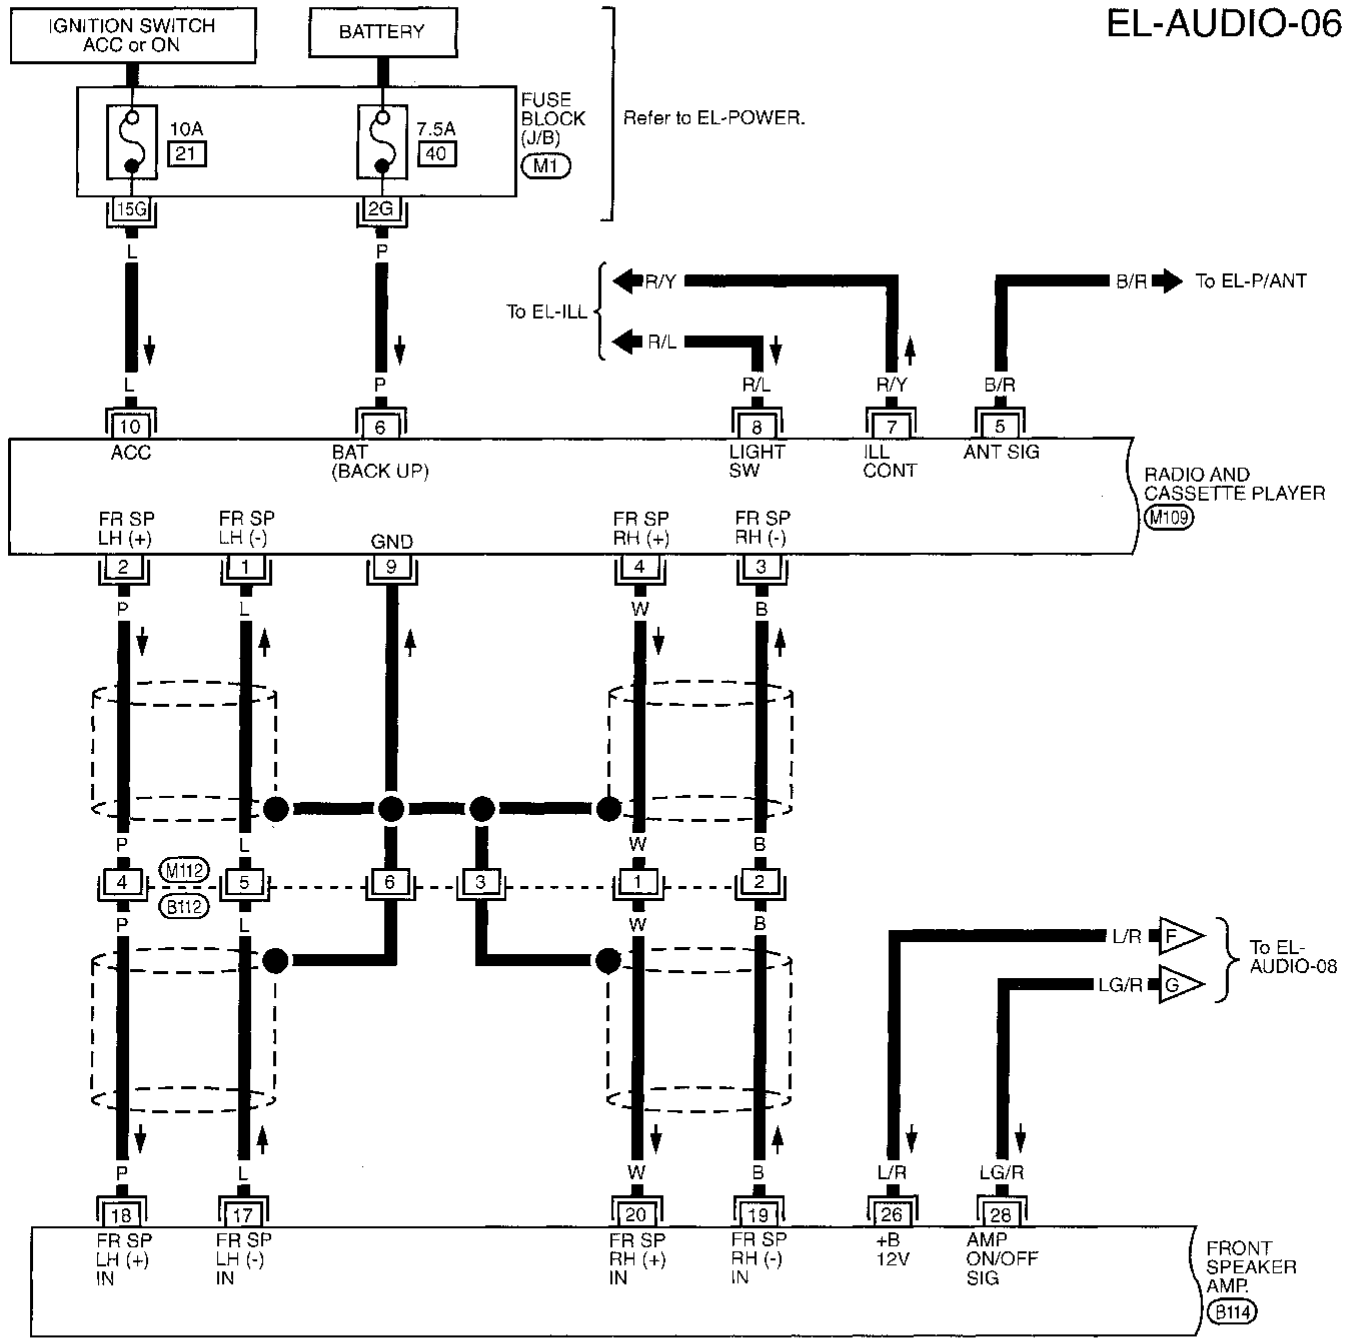 EL-AUDIO-06
IGNITION SWITCH
ACC or ON
BATTERY
10A
21
7.5A
40
FUSE
BLOCK
(J/B)
M1
Refer to EL-POWER.
15G
2G
L
P
To EL-ILL
R/Y
R/L
B/R
To EL-P/ANT
L
P
R/L
R/Y
B/R
10
6
8
7
5
ACC
BAT
(BACK UP)
LIGHT
SW
ILL
CONT
ANT SIG
RADIO AND
CASSETTE PLAYER
M109
FR SP
LH (+)
FR SP
LH (-)
GND
FR SP
RH (+)
FR SP
RH (-)
2
1
9
4
3
P
L
W
B
P
L
W
B
4
M112
B112
5
6
3
1
2
P
L
W
B
L/R
F
LG/R
G
To EL-
AUDIO-08
P
L
W
B
L/R
LG/R
18
17
20
19
26
28
FR SP
LH (+)
IN
FR SP
LH (-)
IN
FR SP
RH (+)
IN
FR SP
RH (-)
IN
+B
12V
AMP
ON/OFF
SIG
FRONT
SPEAKER
AMP.
B114